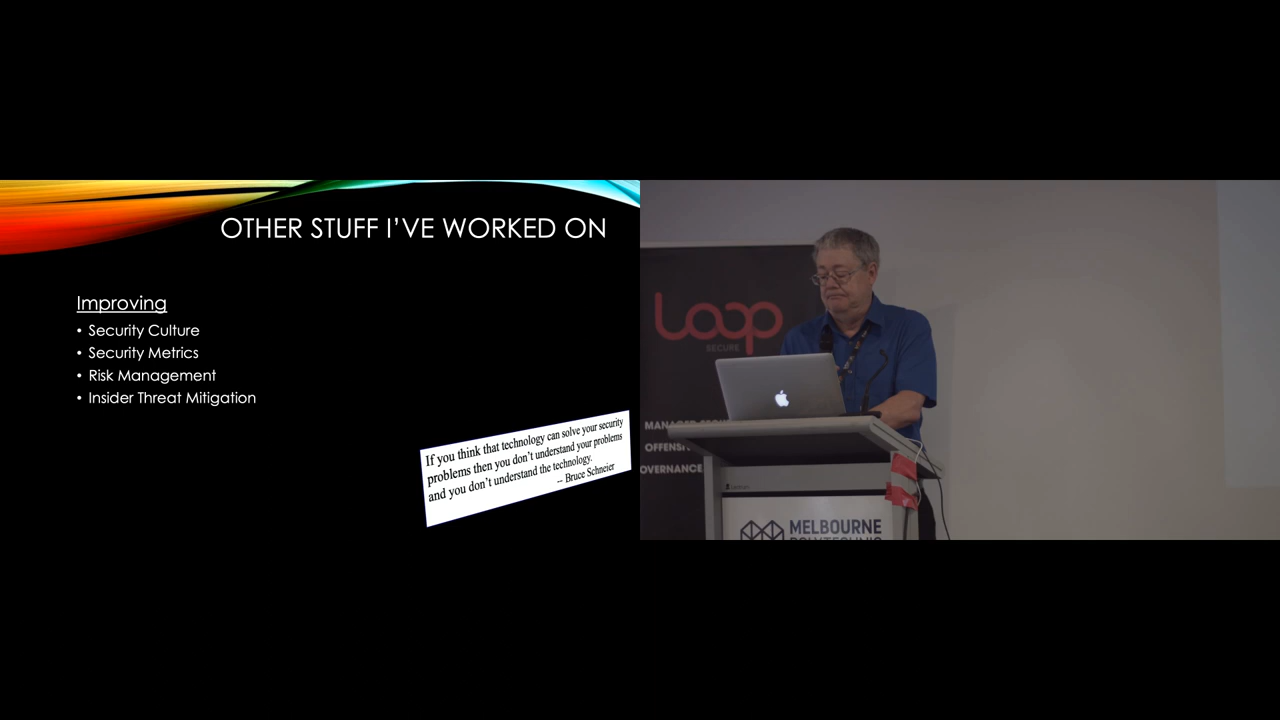 OTHER STUFF I'VE WORKED ON
Improving
• Security Culture
• Security Metrics
• Risk Management
• Insider Threat Mitigation
If you think that technology can solve your security
problems then you don't understand your problems
and you don't understand the technology.
-- Bruce Schneier
Loop
SECURE
OFFENSI
OVERNANCE
MELBOURNE
POLYTECHNIC